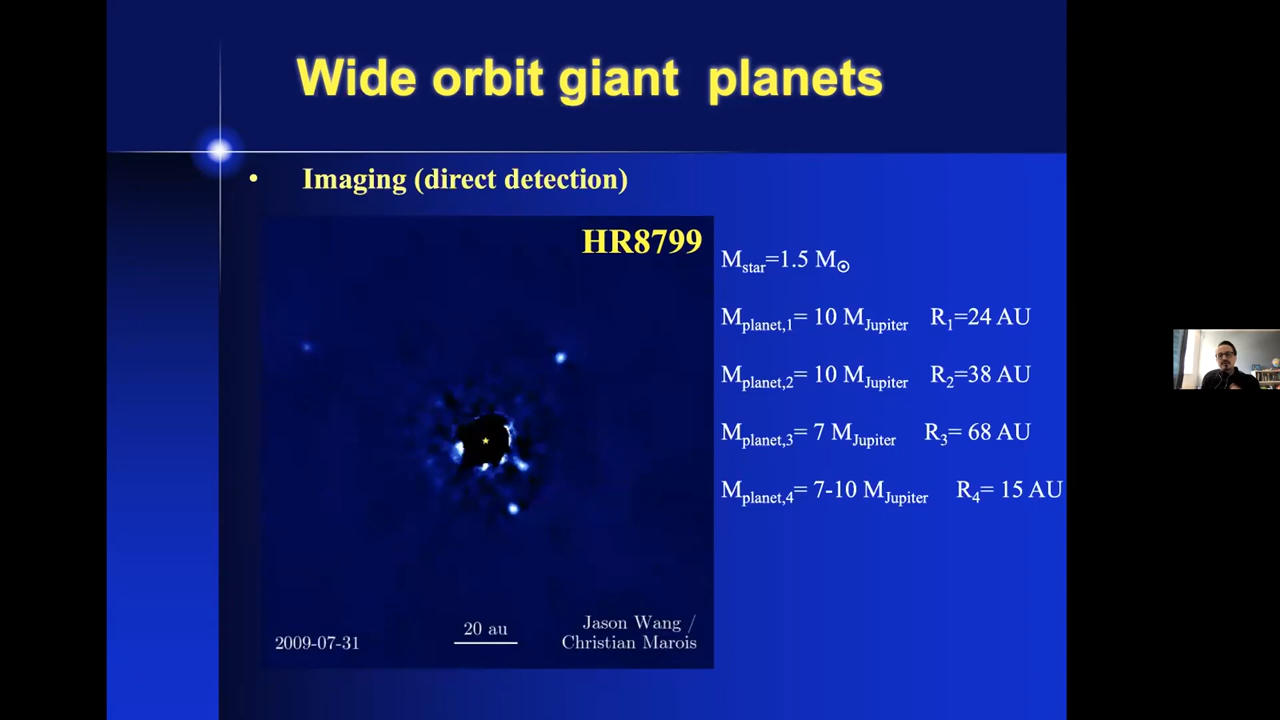 Wide orbit giant planets
• Imaging (direct detection)
HR8799
M_star=1.5 M_⊙
M_planet,1= 10 M_Jupiter R_1=24 AU
M_planet,2= 10 M_Jupiter R_2=38 AU
M_planet,3= 7 M_Jupiter R_3= 68 AU
M_planet,4= 7-10 M_Jupiter R_4= 15 AU
2009-07-31
20 au
Jason Wang /
Christian Marois